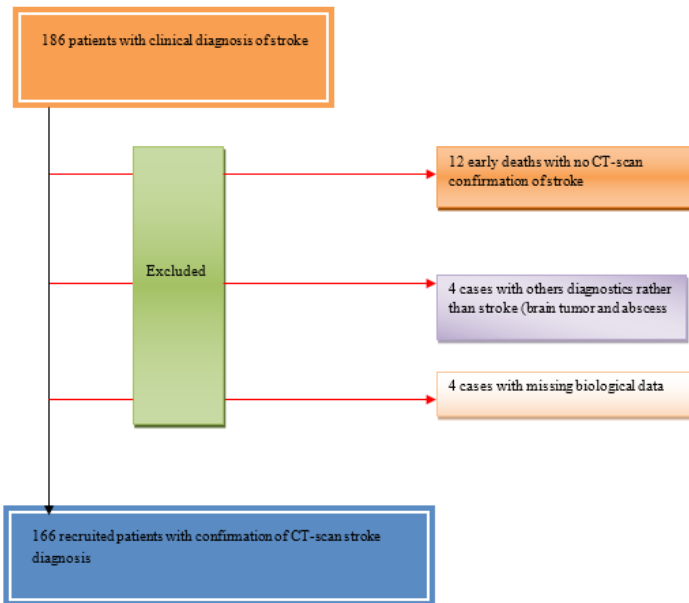 186 patients with clinical diagnosis of stroke
12 early deaths with no CT-scan
confirmation of stroke
Excluded
4 cases with others diagnostics rather
than stroke (brain tumor and abscess
4 cases with missing biological data
166 recruited patients with confirmation of CT-scan stroke
diagnosis